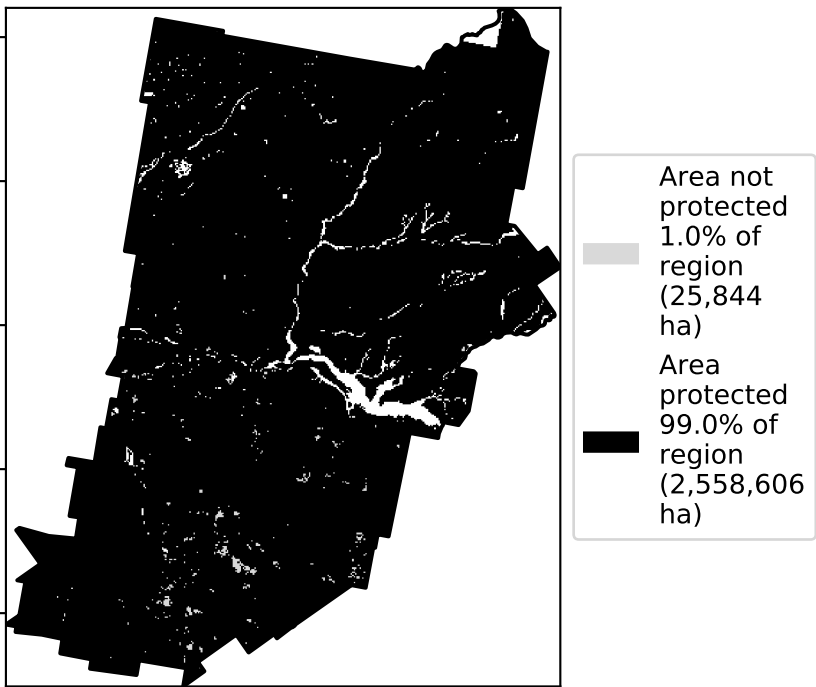 Area not
protected
1.0% of
region
(25,844
ha)
Area
protected
99.0% of
region
(2,558,606
ha)